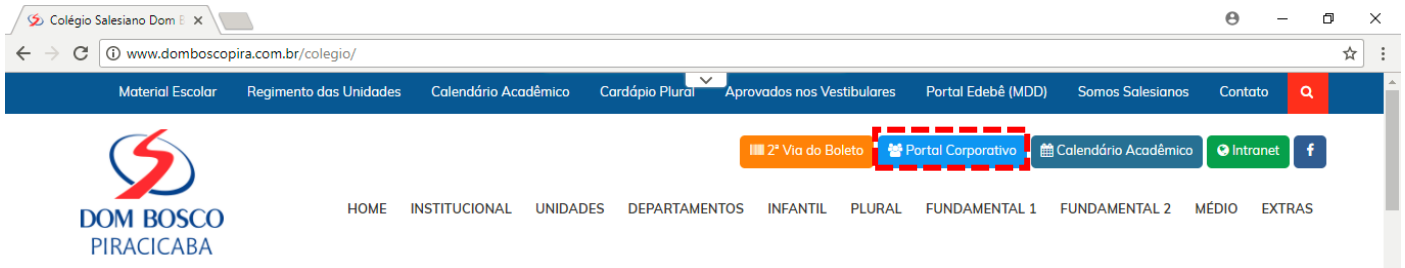 Colégio Salesiano Dom B
www.domboscopira.com.br/colegio/
Material Escolar Regimento das Unidades Calendário Acadêmico Cardápio Plural Aprovados nos Vestibulares Portal Edebê (MDD) Somos Salesianos Contato
2ª Via do Boleto Portal Corporativo Calendário Acadêmico Intranet f
DOM BOSCO
PIRACICABA
HOME INSTITUCIONAL UNIDADES DEPARTAMENTOS INFANTIL PLURAL FUNDAMENTAL 1 FUNDAMENTAL 2 MÉDIO EXTRAS